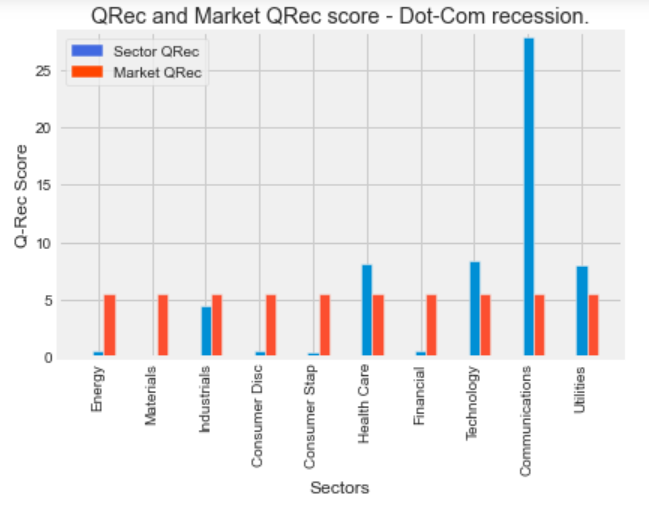 QRec and Market QRec score - Dot-Com recession.
Sector QRec
Market QRec
Q-Rec Score
25
20
15
10
5
0
Energy
Materials
Industrials
Consumer Disc
Consumer Stap
Health Care
Financial
Technology
Communications
Utilities
Sectors